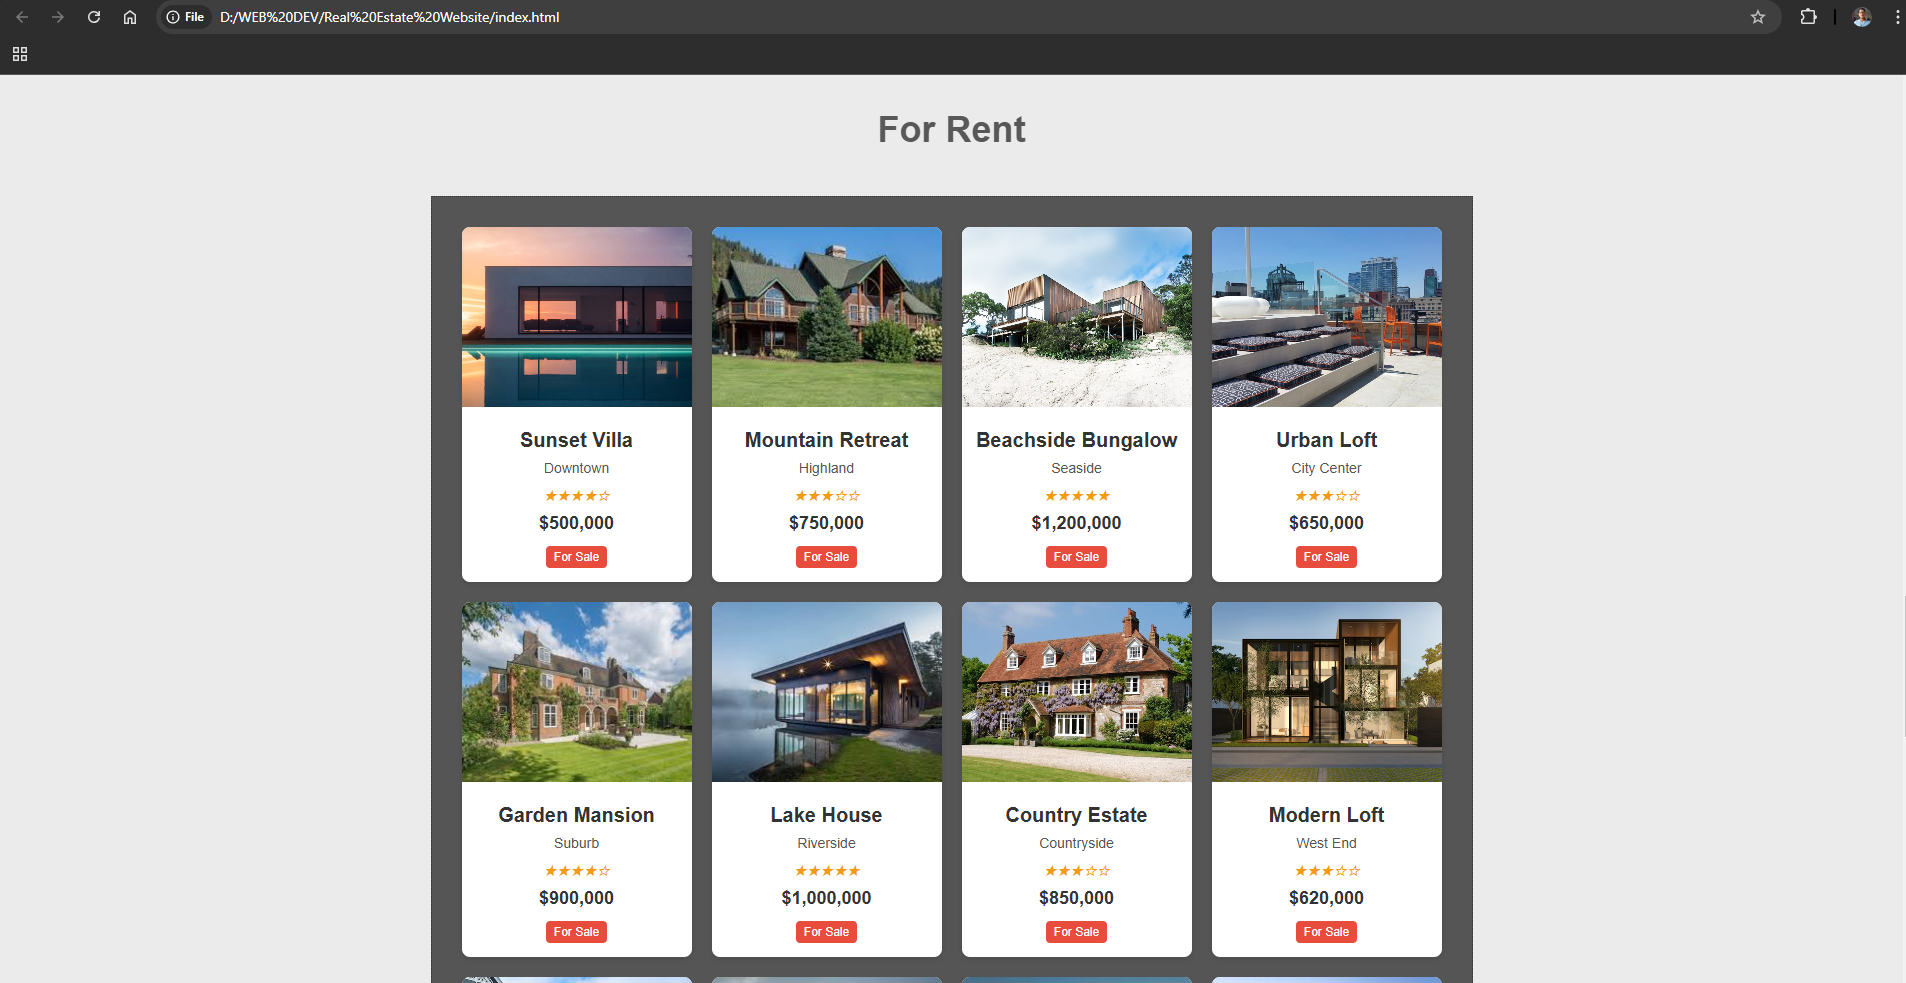 File D:/WEB%20DEV/Real%20Estate%20Website/index.html
For Rent
Sunset Villa
Downtown
★★★★☆
$500,000
For Sale
Mountain Retreat
Highland
★★★☆☆
$750,000
For Sale
Beachside Bungalow
Seaside
★★★★★
$1,200,000
For Sale
Urban Loft
City Center
★★★☆☆
$650,000
For Sale
Garden Mansion
Suburb
★★★★☆
$900,000
For Sale
Lake House
Riverside
★★★★★
$1,000,000
For Sale
Country Estate
Countryside
★★★☆☆
$850,000
For Sale
Modern Loft
West End
★★★☆☆
$620,000
For Sale